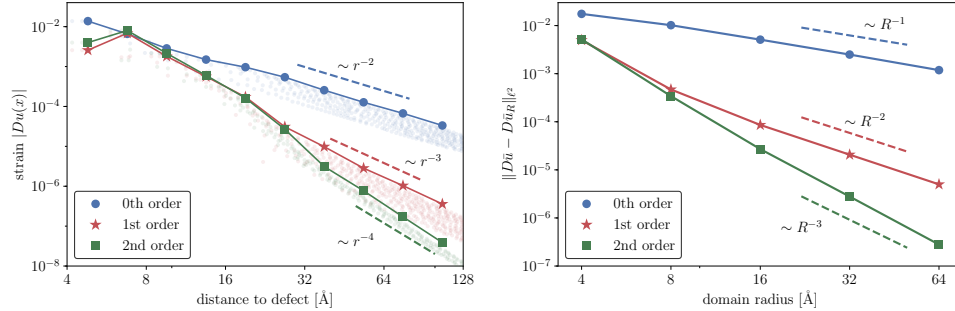 10⁻²
10⁻⁴
10⁻⁶
10⁻⁸
strain |Du(x)|
∼ r⁻²
∼ r⁻³
∼ r⁻⁴
0th order
1st order
2nd order
4 8 16 32 64 128
distance to defect [Å]
10⁻¹
10⁻²
10⁻³
10⁻⁴
10⁻⁵
10⁻⁶
10⁻⁷
‖Dū − Dū_R‖_ℓ²
∼ R⁻¹
∼ R⁻²
∼ R⁻³
0th order
1st order
2nd order
4 8 16 32 64
domain radius [Å]